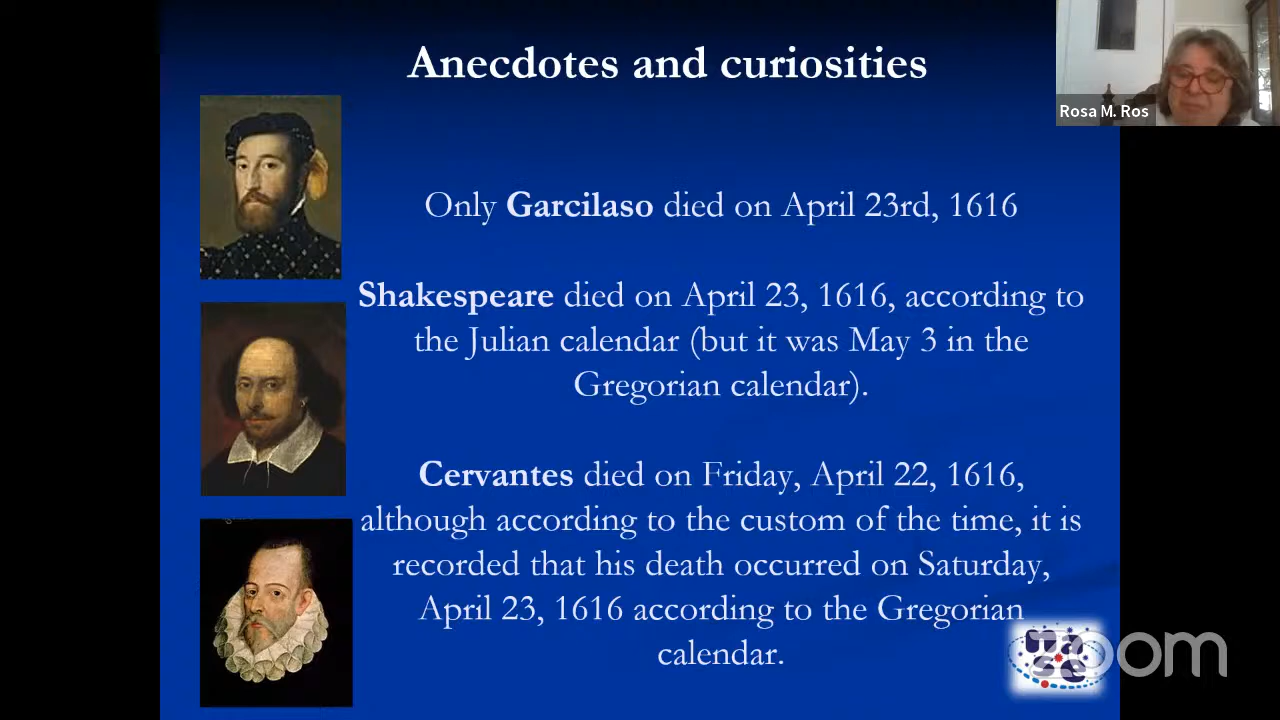 Anecdotes and curiosities
Rosa M. Ros
Only Garcilaso died on April 23rd, 1616
Shakespeare died on April 23, 1616, according to
the Julian calendar (but it was May 3 in the
Gregorian calendar).
Cervantes died on Friday, April 22, 1616,
although according to the custom of the time, it is
recorded that his death occurred on Saturday,
April 23, 1616 according to the Gregorian
calendar.
zoom